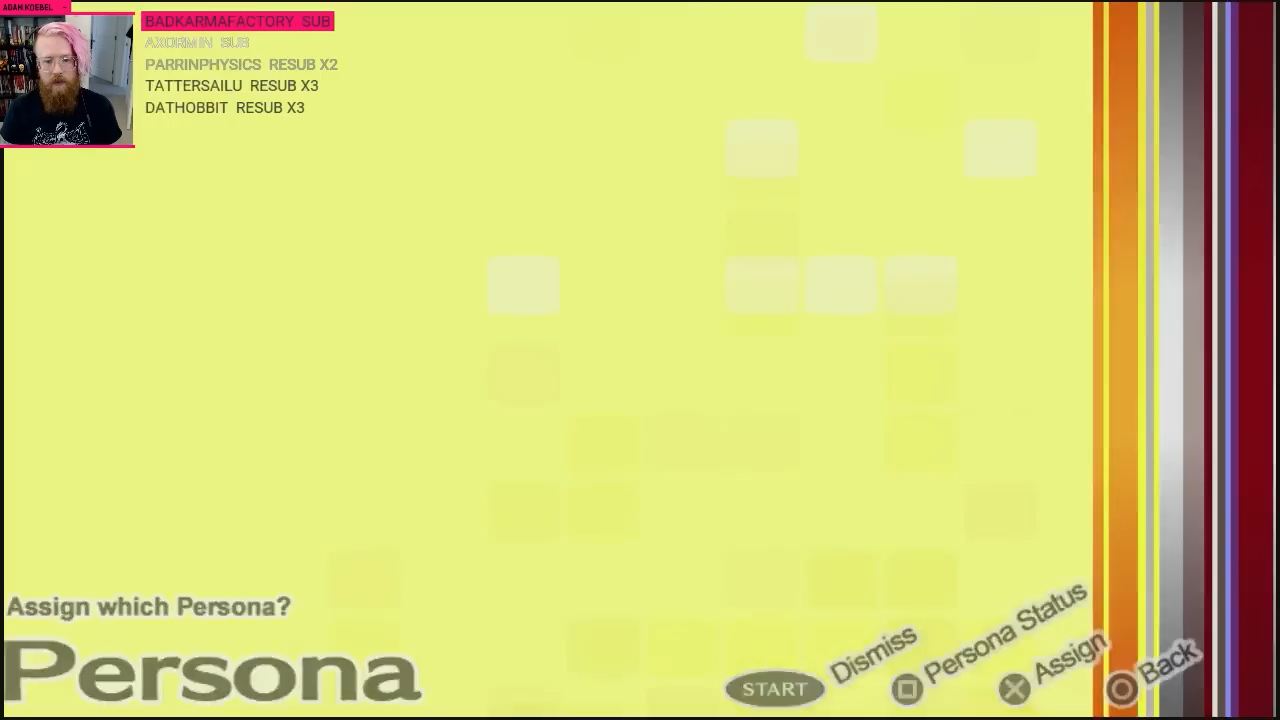 ADAM KOEBEL
BADKARMAFACTORY SUB
AXORMIN SUB
PARRINPHYSICS RESUB X2
TATTERSAILU RESUB X3
DATHOBBIT RESUB X3
Assign which Persona?
Persona
START Dismiss
Persona Status
Assign
Back